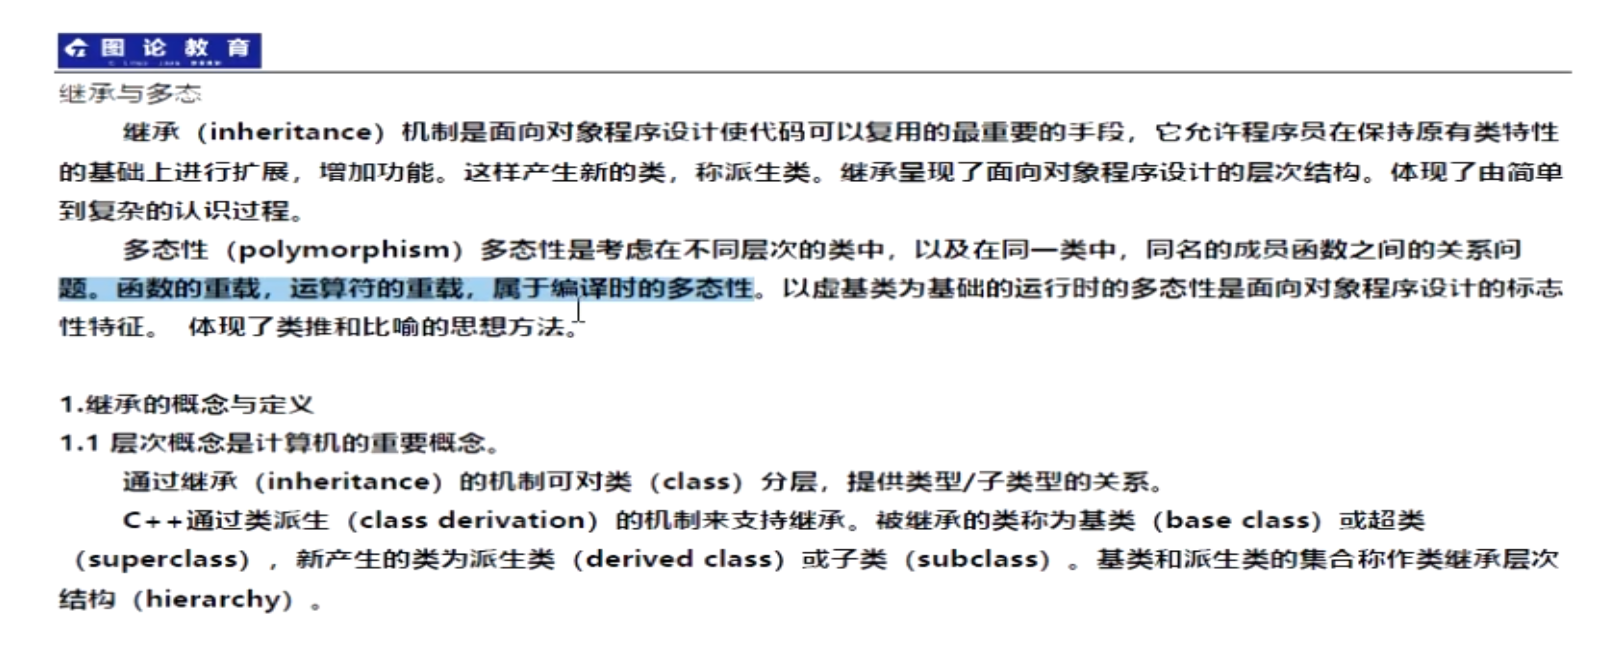 图论教育
继承与多态
继承（inheritance）机制是面向对象程序设计使代码可以复用的最重要的手段，它允许程序员在保持原有类特性
的基础上进行扩展，增加功能。这样产生新的类，称派生类。继承呈现了面向对象程序设计的层次结构。体现了由简单
到复杂的认识过程。
多态性（polymorphism）多态性是考虑在不同层次的类中，以及在同一类中，同名的成员函数之间的关系问
题。函数的重载，运算符的重载，属于编译时的多态性。以虚基类为基础的运行时的多态性是面向对象程序设计的标志
性特征。 体现了类推和比喻的思想方法。
1.继承的概念与定义
1.1 层次概念是计算机的重要概念。
通过继承（inheritance）的机制可对类（class）分层，提供类型/子类型的关系。
C++通过类派生（class derivation）的机制来支持继承。被继承的类称为基类（base class）或超类
（superclass），新产生的类为派生类（derived class）或子类（subclass）。基类和派生类的集合称作类继承层次
结构（hierarchy）。